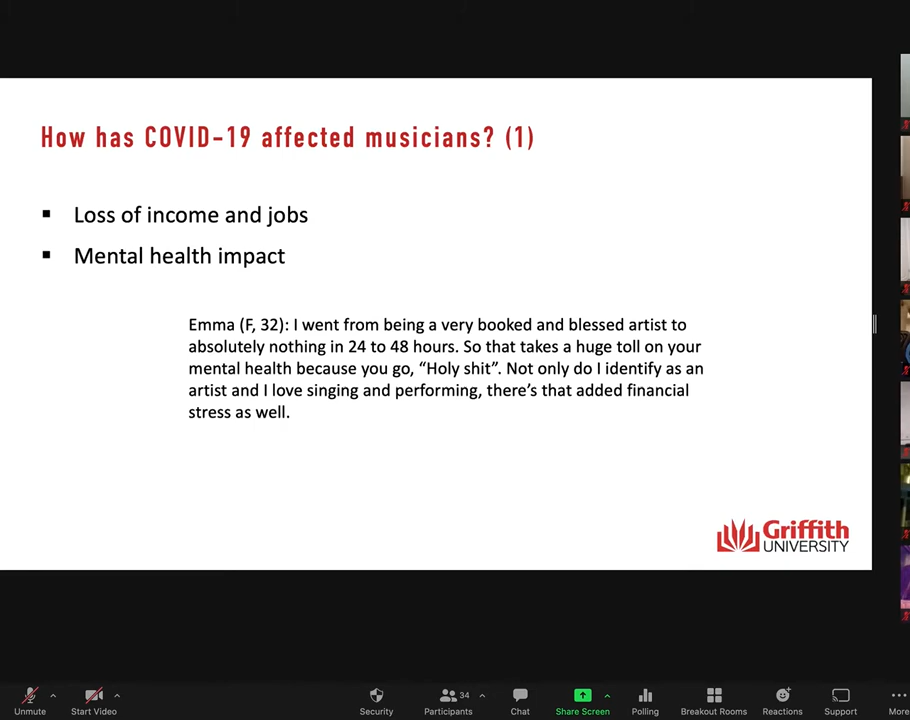 How has COVID-19 affected musicians? (1)
▪ Loss of income and jobs
▪ Mental health impact
Emma (F, 32): I went from being a very booked and blessed artist to
absolutely nothing in 24 to 48 hours. So that takes a huge toll on your
mental health because you go, “Holy shit”. Not only do I identify as an
artist and I love singing and performing, there’s that added financial
stress as well.
Griffith
UNIVERSITY
34
Unmute Start Video Security Participants Chat Share Screen Polling Breakout Rooms Reactions Support More